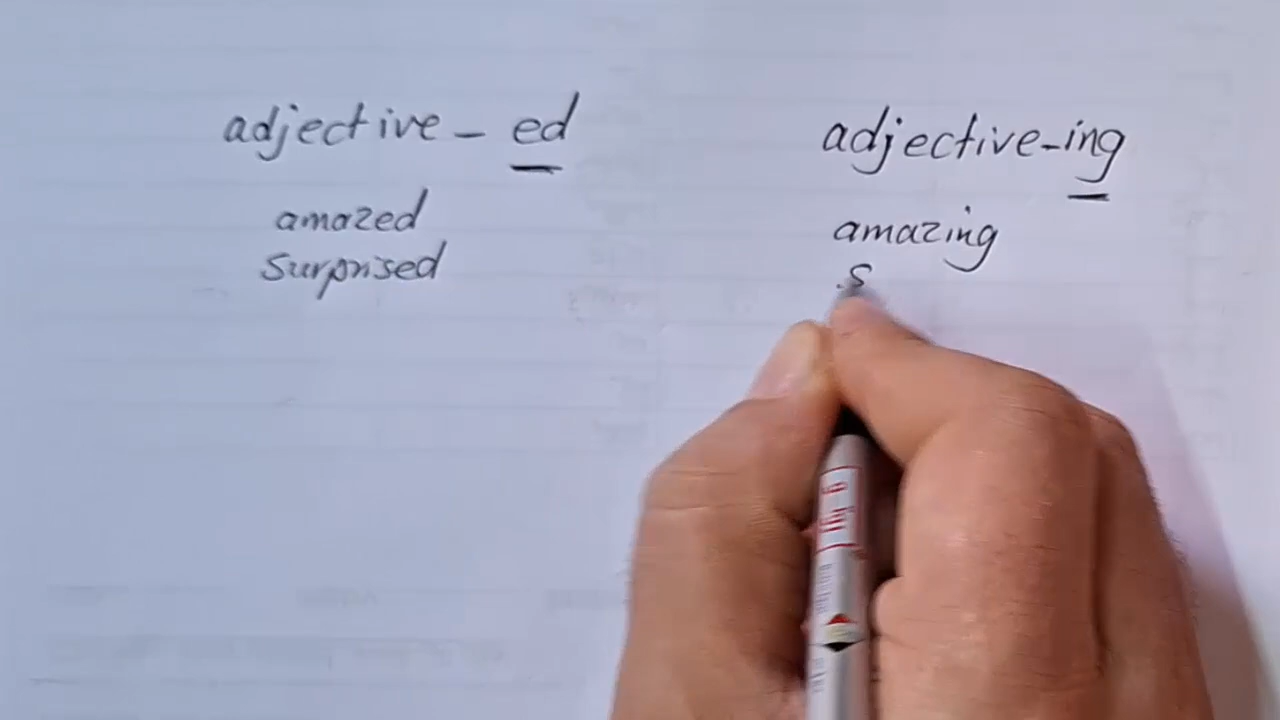 adjective - ed
amazed
surprised
adjective-ing
amazing
s